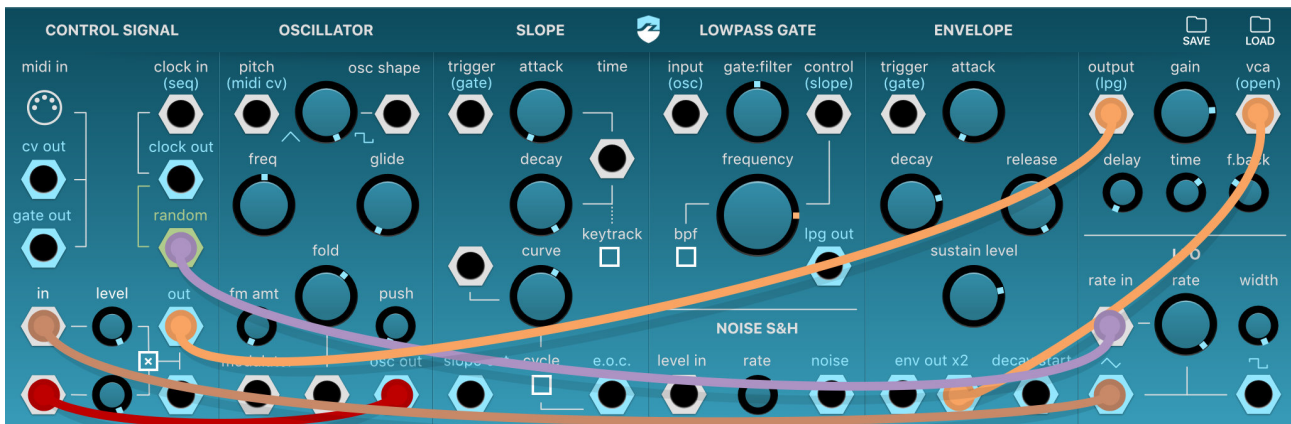 CONTROL SIGNAL
OSCILLATOR
SLOPE
LOWPASS GATE
ENVELOPE
SAVE
LOAD
midi in
clock in
(seq)
pitch
(midi cv)
osc shape
trigger
(gate)
attack
time
input
(osc)
gate:filter
control
(slope)
trigger
(gate)
attack
output
(lpg)
gain
vca
(open)
cv out
clock out
freq
glide
decay
frequency
decay
release
delay
time
f.back
gate out
random
keytrack
bpf
lpg out
fold
curve
sustain level
in
level
out
fm amt
push
rate in
rate
width
NOISE S&H
osc out
cycle
e.o.c.
level in
rate
noise
env out x2